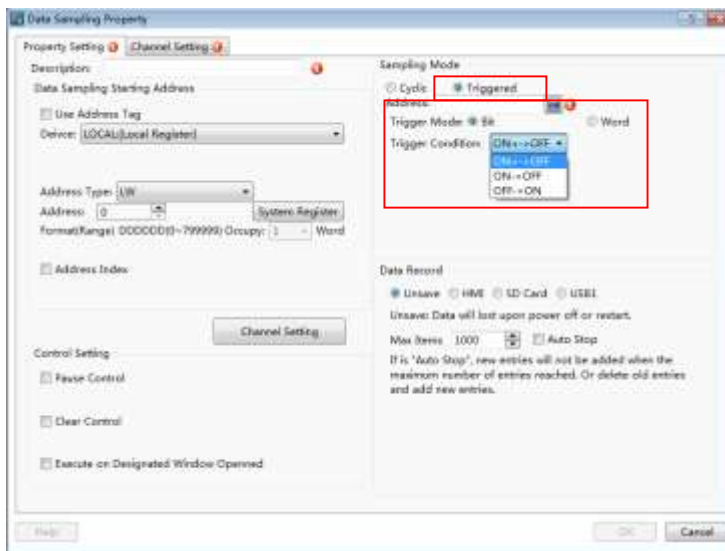 Data Sampling Property
Property Setting Channel Setting
Description:
Data Sampling Starting Address
Use Address Tag
Deivce: LOCAL(Local Register)
Address Type: LW
Address: 0 System Register
Format(Range) DDDDDD(0~799999) Occupy: 1 Word
Address Index
Channel Setting
Control Setting
Pause Control
Clear Control
Execute on Designated Window Openned
Sampling Mode
Cyclic Triggered
Address:
Trigger Mode: Bit Word
Trigger Condition: ON<->OFF
ON<->OFF
ON->OFF
OFF->ON
Data Record
Unsave HMI SD Card USB1
Unsave: Data will lost upon power off or restart.
Max Items 1000 Auto Stop
If is "Auto Stop", new entries will not be added when the
maximum number of entries reached. Or delete old entries
and add new entries.
Help OK Cancel